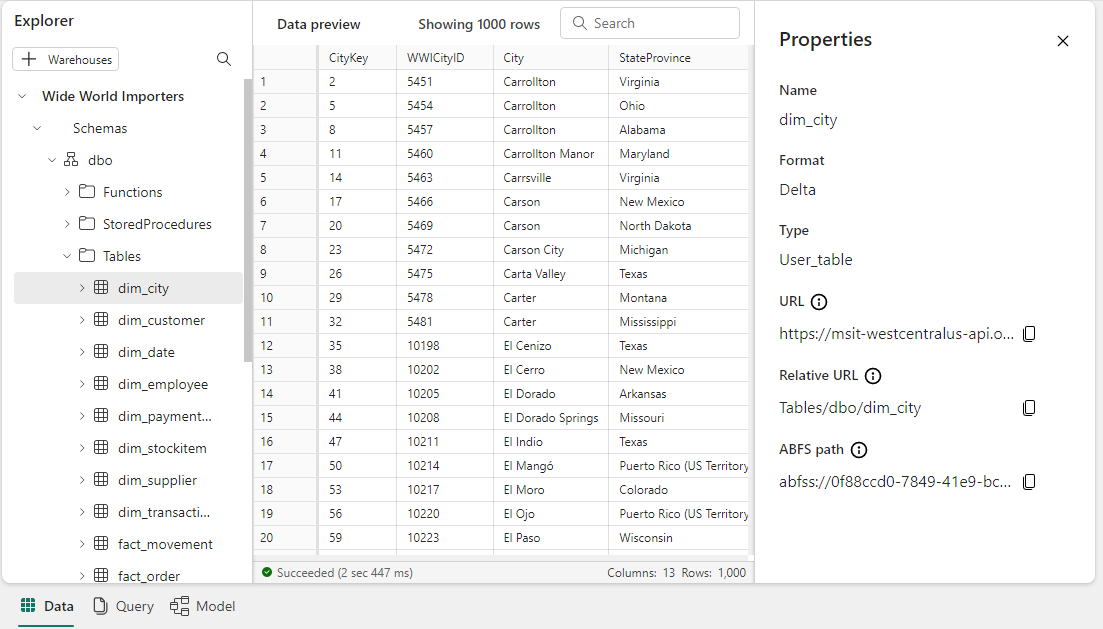 Explorer
Warehouses
Wide World Importers
Schemas
dbo
Functions
StoredProcedures
Tables
dim_city
dim_customer
dim_date
dim_employee
dim_payment...
dim_stockitem
dim_supplier
dim_transacti...
fact_movement
fact_order
Data preview Showing 1000 rows Search
CityKey WWICityID City StateProvince
1 2 5451 Carrollton Virginia
2 5 5454 Carrollton Ohio
3 8 5457 Carrollton Alabama
4 11 5460 Carrollton Manor Maryland
5 14 5463 Carrsville Virginia
6 17 5466 Carson New Mexico
7 20 5469 Carson North Dakota
8 23 5472 Carson City Michigan
9 26 5475 Carta Valley Texas
10 29 5478 Carter Montana
11 32 5481 Carter Mississippi
12 35 10198 El Cenizo Texas
13 38 10202 El Cerro New Mexico
14 41 10205 El Dorado Arkansas
15 44 10208 El Dorado Springs Missouri
16 47 10211 El Indio Texas
17 50 10214 El Mangó Puerto Rico (US Territory
18 53 10217 El Moro Colorado
19 56 10220 El Ojo Puerto Rico (US Territory
20 59 10223 El Paso Wisconsin
Succeeded (2 sec 447 ms) Columns: 13 Rows: 1,000
Properties
Name
dim_city
Format
Delta
Type
User_table
URL
https://msit-westcentralus-api.o...
Relative URL
Tables/dbo/dim_city
ABFS path
abfss://0f88ccd0-7849-41e9-bc...
Data Query Model